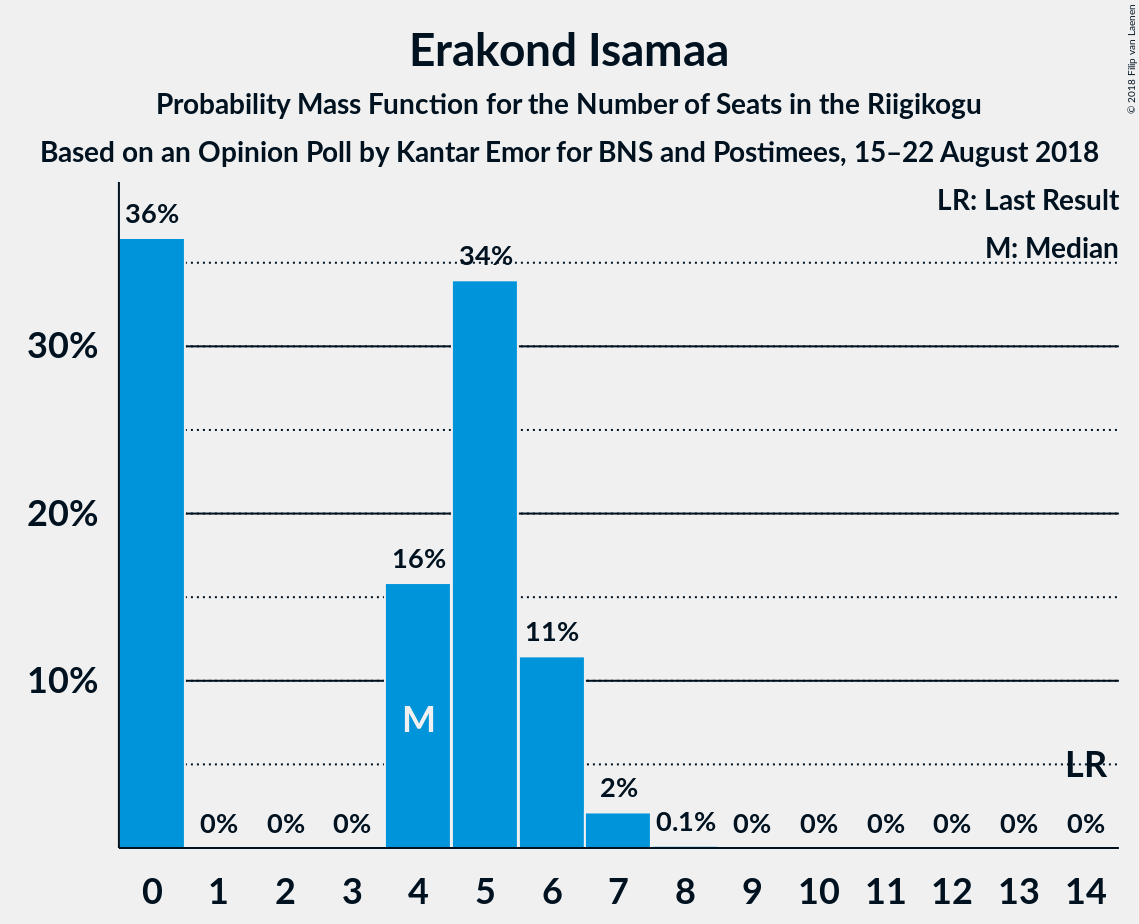 Erakond Isamaa
Probability Mass Function for the Number of Seats in the Riigikogu
Based on an Opinion Poll by Kantar Emor for BNS and Postimees, 15–22 August 2018
© 2018 Filip van Laenen
LR: Last Result
M: Median
36%
34%
30%
20%
16%
11%
10%
M
LR
2%
0% 0% 0% 0.1% 0% 0% 0% 0% 0% 0%
0 1 2 3 4 5 6 7 8 9 10 11 12 13 14